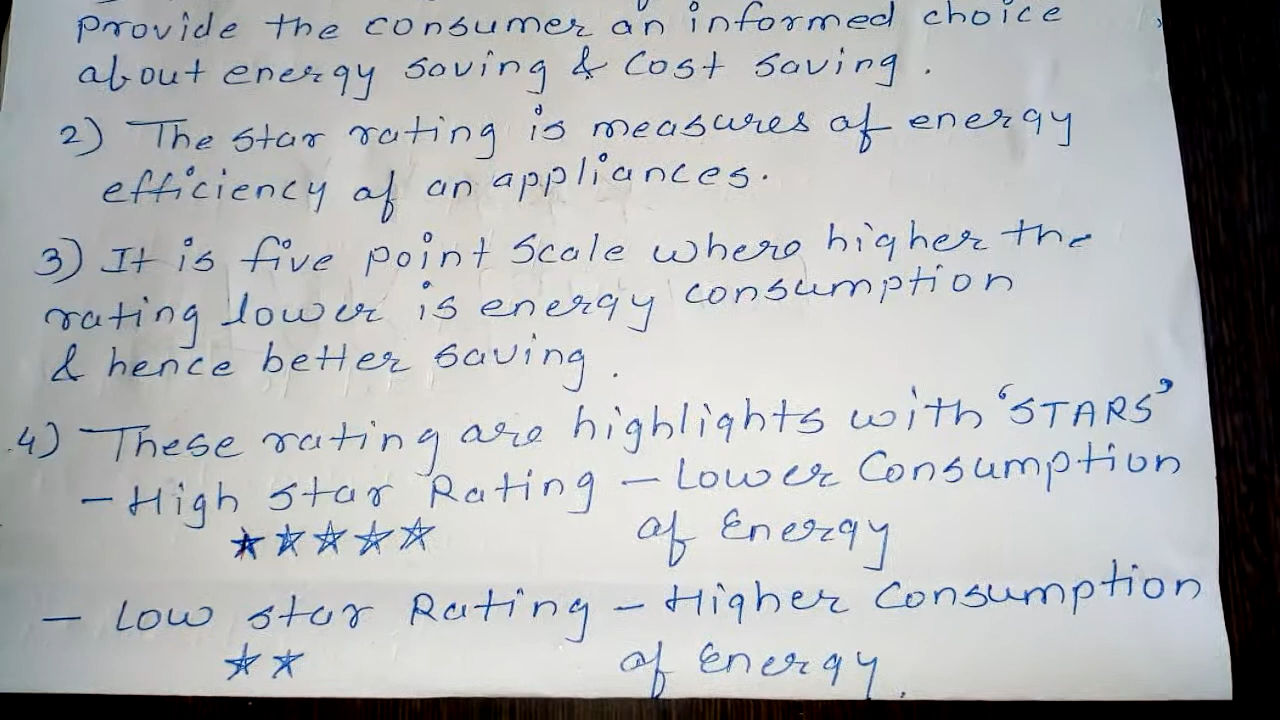 provide the consumer an informed choice
about energy saving & Cost saving.
2) The star rating is measures of energy
efficiency of an appliances.
3) It is five point Scale where higher the
rating lower is energy consumption
& hence better saving.
4) These rating are highlights with 'STARS'
- High star Rating - Lower Consumption
★☆☆☆☆ of Energy
- Low star Rating - Higher Consumption
☆☆ of Energy.